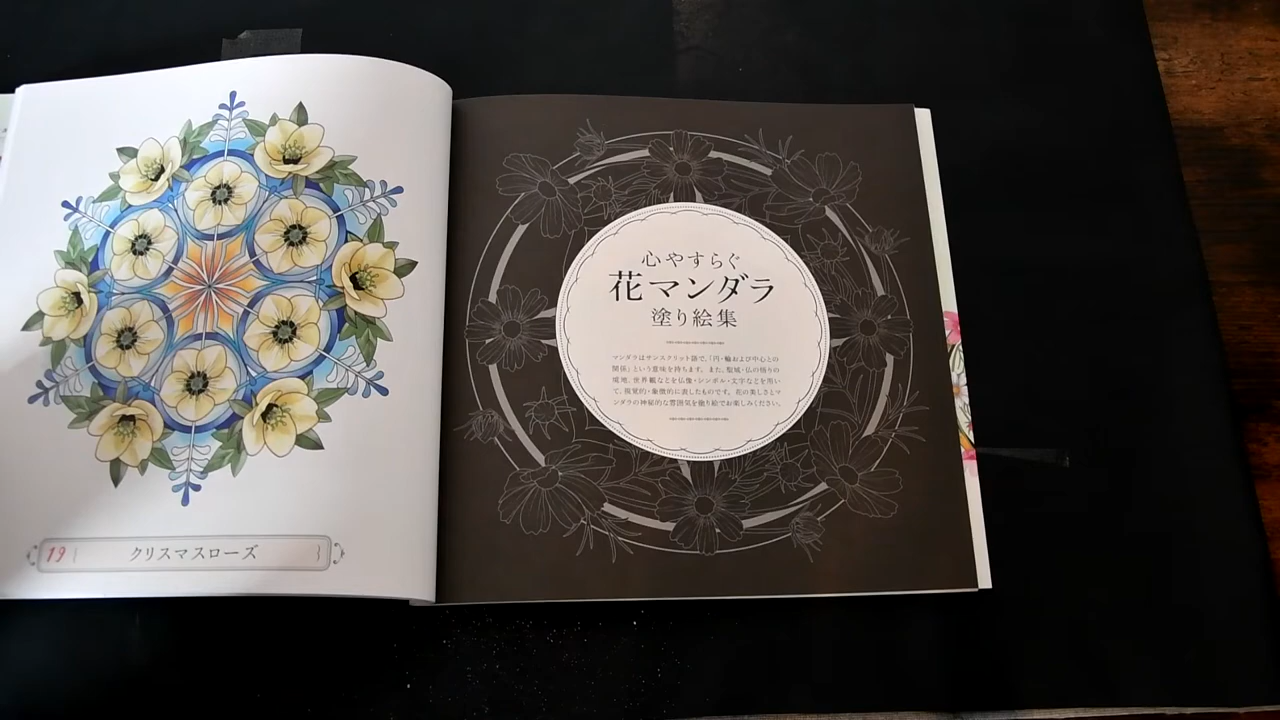 19
クリスマスローズ
心やすらぐ
花マンダラ
塗り絵集
マンダラはサンスクリット語で、「円・輪および中心との
関係」という意味を持ちます。また、聖域・仏の悟りの
境地、世界観などを仏像・シンボル・文字などを用い
て、視覚的・象徴的に表したものです。花の美しさとマ
ンダラの神秘的な雰囲気を塗り絵でお楽しみください。